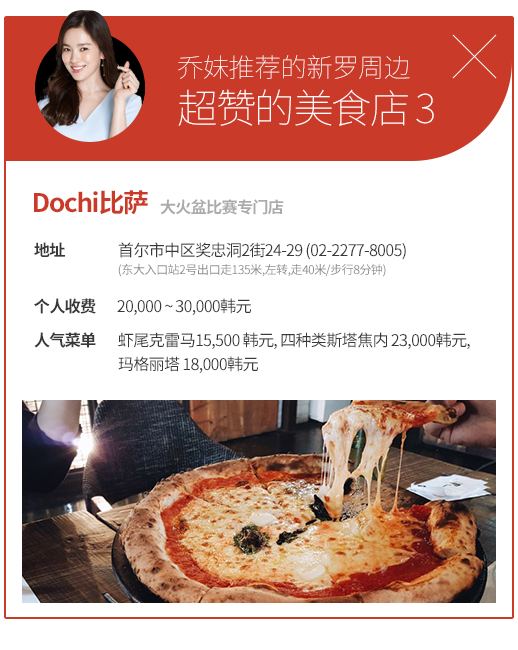 乔妹推荐的新罗周边
超赞的美食店 3
Dochi比萨 大火盆比赛专门店
地址 首尔市中区奖忠洞2街24-29 (02-2277-8005)
(东大入口站2号出口走135米,左转,走40米/步行8分钟)
个人收费 20,000 ~ 30,000韩元
人气菜单 虾尾克雷马15,500 韩元, 四种类斯塔焦内 23,000韩元,
玛格丽塔 18,000韩元